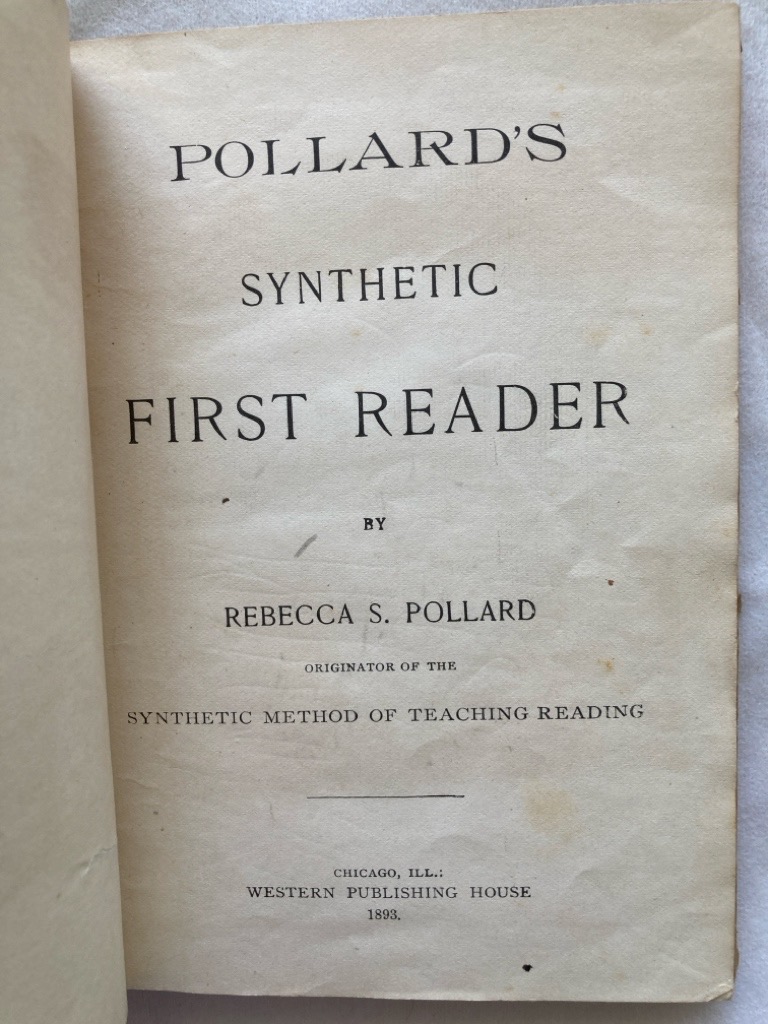 POLLARD'S
SYNTHETIC
FIRST READER
BY
REBECCA S. POLLARD
ORIGINATOR OF THE
SYNTHETIC METHOD OF TEACHING READING
CHICAGO, ILL.:
WESTERN PUBLISHING HOUSE
1893.